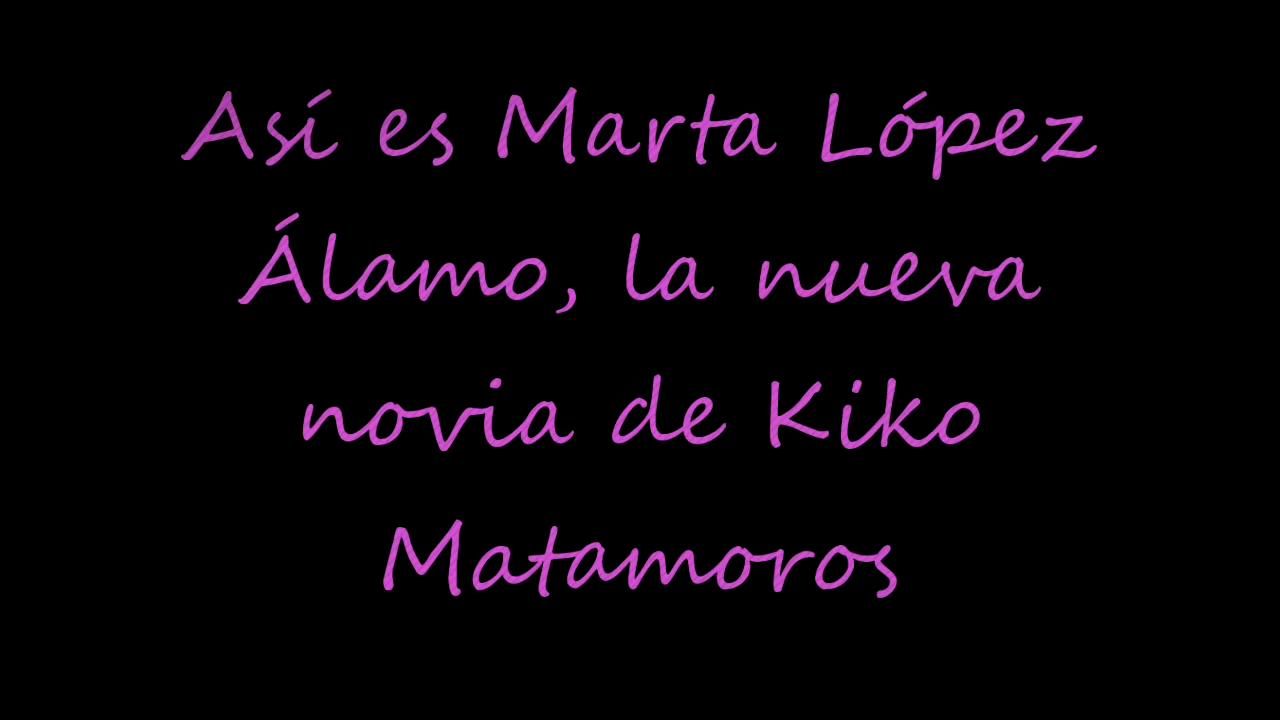 Así es Marta López
Álamo, la nueva
novia de Kiko
Matamoros